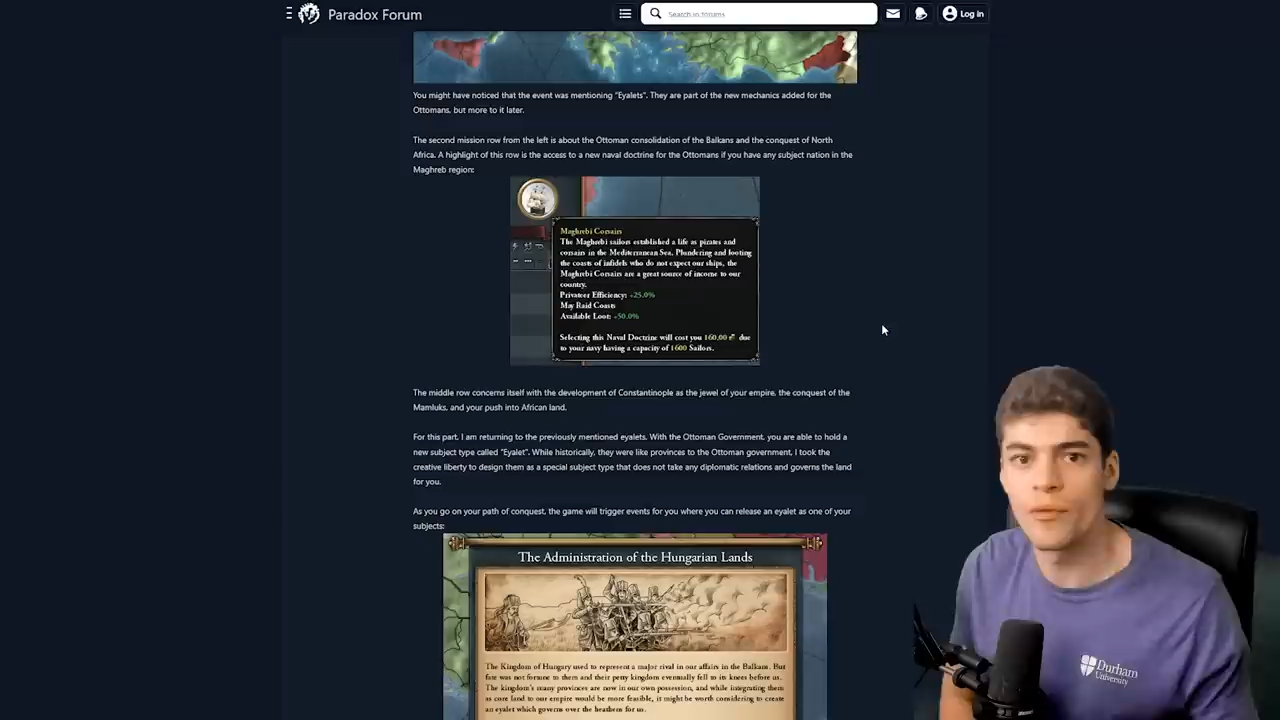 Paradox Forum
Search in forums
Log in
You might have noticed that the event was mentioning "Eyalets". They are part of the new mechanics added for the
Ottomans, but more to it later.
The second mission row from the left is about the Ottoman consolidation of the Balkans and the conquest of North
Africa. A highlight of this row is the access to a new naval doctrine for the Ottomans if you have any subject nation in the
Maghreb region:
Maghrebi Corsairs
The Maghrebi sailors established a life as pirates and
corsairs in the Mediterranean Sea. Plundering and looting
the coasts of infidels who do not expect our ships, the
Maghrebi Corsairs are a great source of income to our
country.
Privateer Efficiency: +25.0%
May Raid Coasts
Available Loot: +50.0%
Selecting this Naval Doctrine will cost you 160.00 due
to your navy having a capacity of 1600 Sailors.
The middle row concerns itself with the development of Constantinople as the jewel of your empire, the conquest of the
Mamluks, and your push into African land.
For this part, I am returning to the previously mentioned eyalets. With the Ottoman Government, you are able to hold a
new subject type called "Eyalet". While historically, they were like provinces to the Ottoman government, I took the
creative liberty to design them as a special subject type that does not take any diplomatic relations and governs the land
for you.
As you go on your path of conquest, the game will trigger events for you where you can release an eyalet as one of your
subjects:
The Administration of the Hungarian Lands
The Kingdom of Hungary used to represent a major rival in our affairs in the Balkans. But
fate was not fortune to them and their petty kingdom eventually fell to its knees before us.
The kingdom's many provinces are now in our own possession, and while integrating them
as core land to our empire would be more feasible, it might be worth considering to create
an eyalet which governs over the heathens for us.
Durham
University